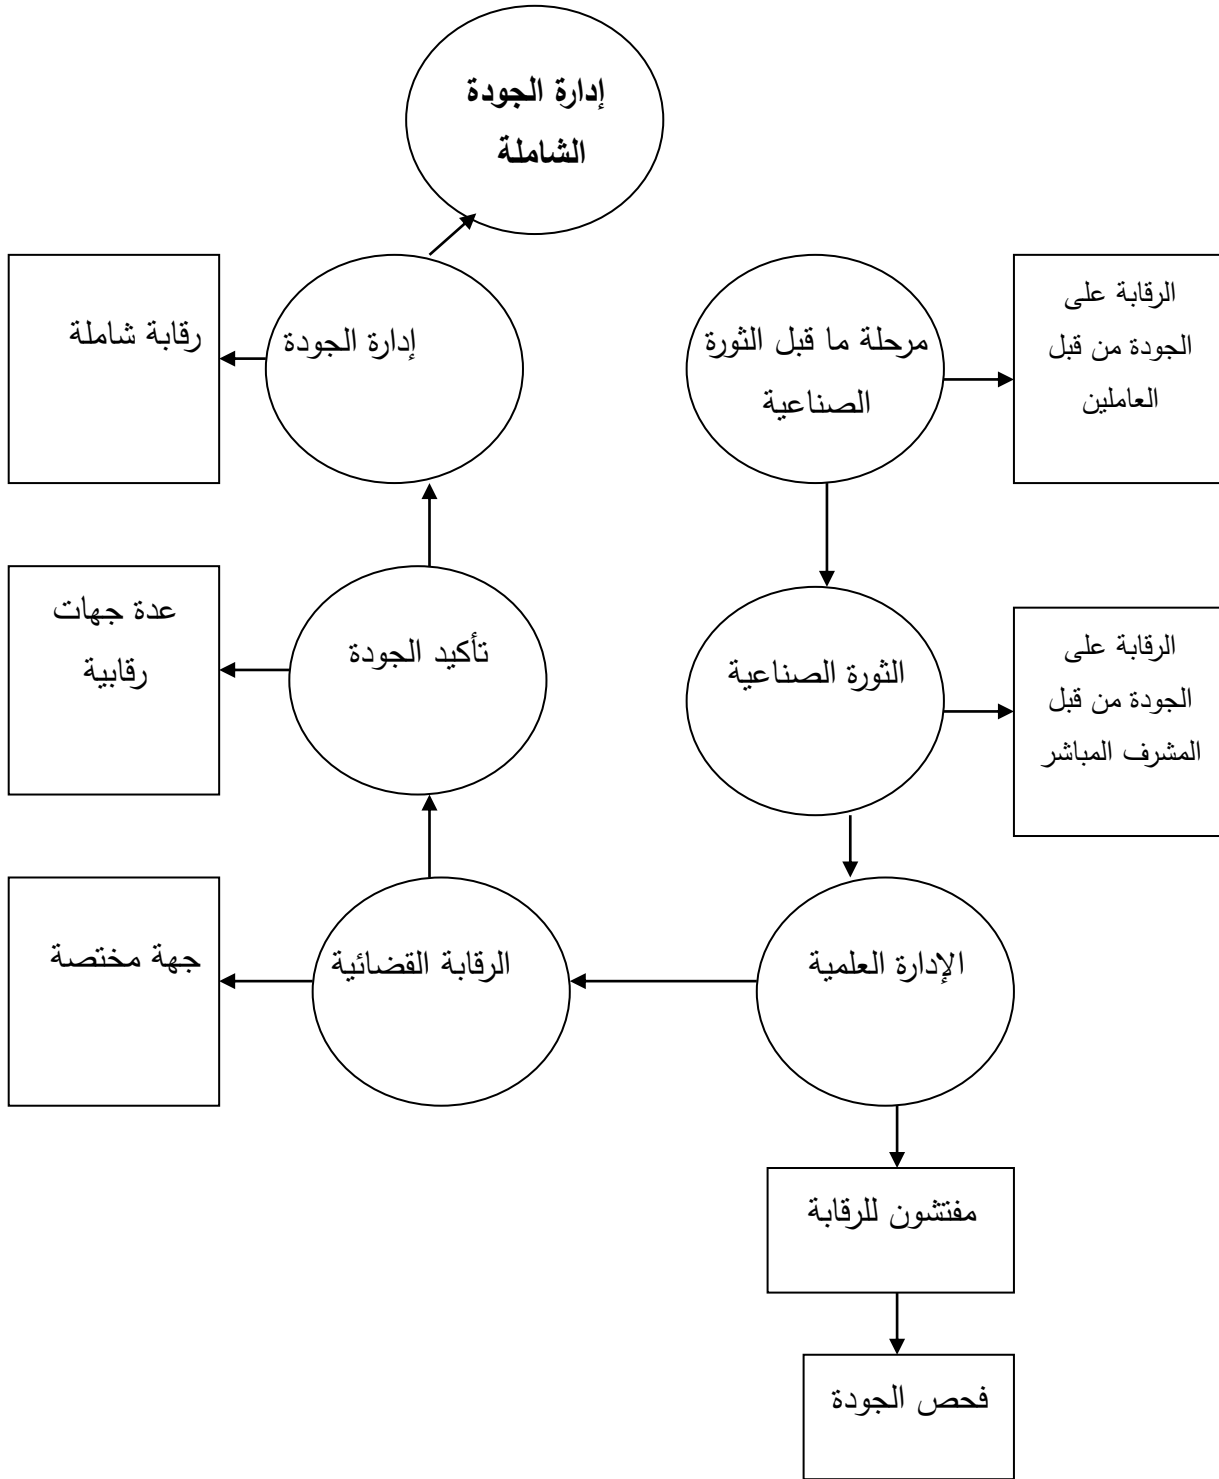 إدارة الجودة
الشاملة
الرقابة على
الجودة من قبل
العاملين
مرحلة ما قبل الثورة
الصناعية
إدارة الجودة
رقابة شاملة
الرقابة على
الجودة من قبل
المشرف المباشر
الثورة الصناعية
تأكيد الجودة
عدة جهات
رقابية
الإدارة العلمية
الرقابة القضائية
جهة مختصة
مفتشون للرقابة
فحص الجودة